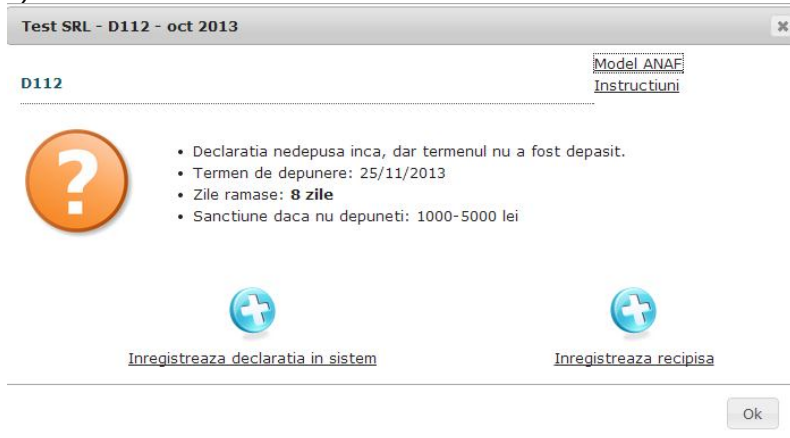 Test SRL - D112 - oct 2013
Model ANAF
D112
Instructiuni
Declaratia nedepusa inca, dar termenul nu a fost depasit.
Termen de depunere: 25/11/2013
Zile ramase: 8 zile
Sanctiune daca nu depuneti: 1000-5000 lei
Inregistreaza declaratia in sistem
Inregistreaza recipisa
Ok